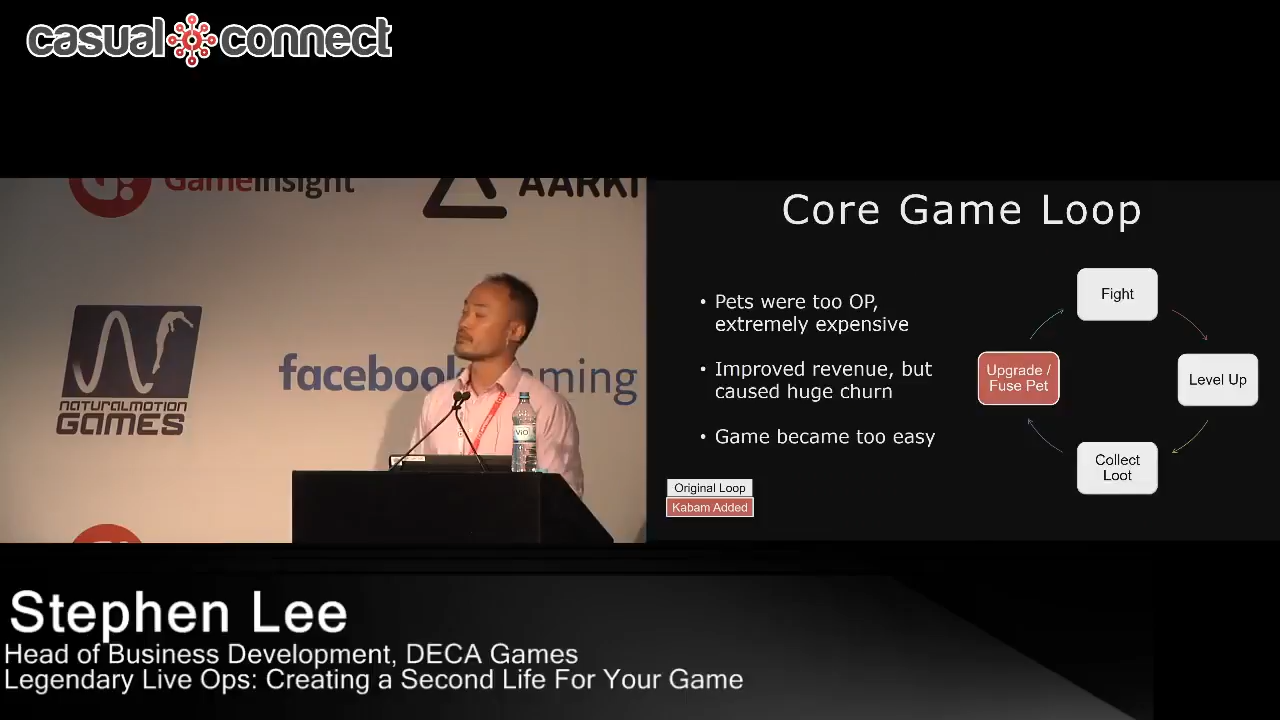 casual connect
GameInsight
AARKI
NATURALMOTION
GAMES
facebook gaming
ViO
Core Game Loop
• Pets were too OP,
extremely expensive
• Improved revenue, but
caused huge churn
• Game became too easy
Fight
Level Up
Collect
Loot
Upgrade /
Fuse Pet
Original Loop
Kabam Added
Stephen Lee
Head of Business Development, DECA Games
Legendary Live Ops: Creating a Second Life For Your Game